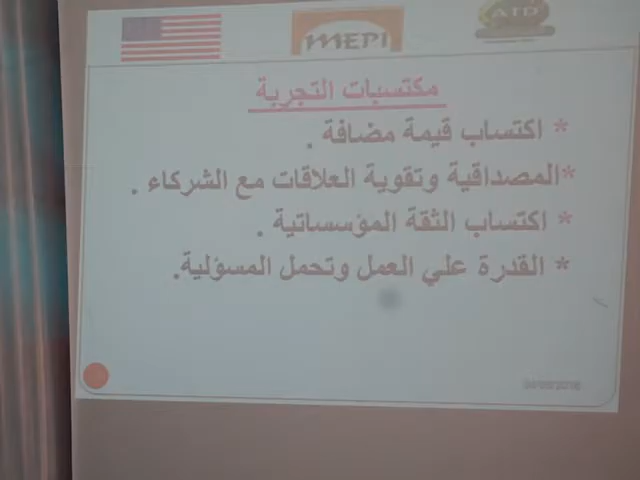 MEPI
ATD
مكتسبات التجربة
* اكتساب قيمة مضافة .
*المصداقية وتقوية العلاقات مع الشركاء .
* اكتساب الثقة المؤسساتية .
* القدرة علي العمل وتحمل المسؤلية.